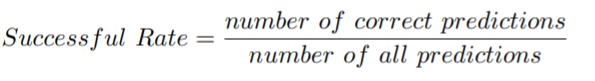 Successful Rate = number of correct predictions
number of all predictions